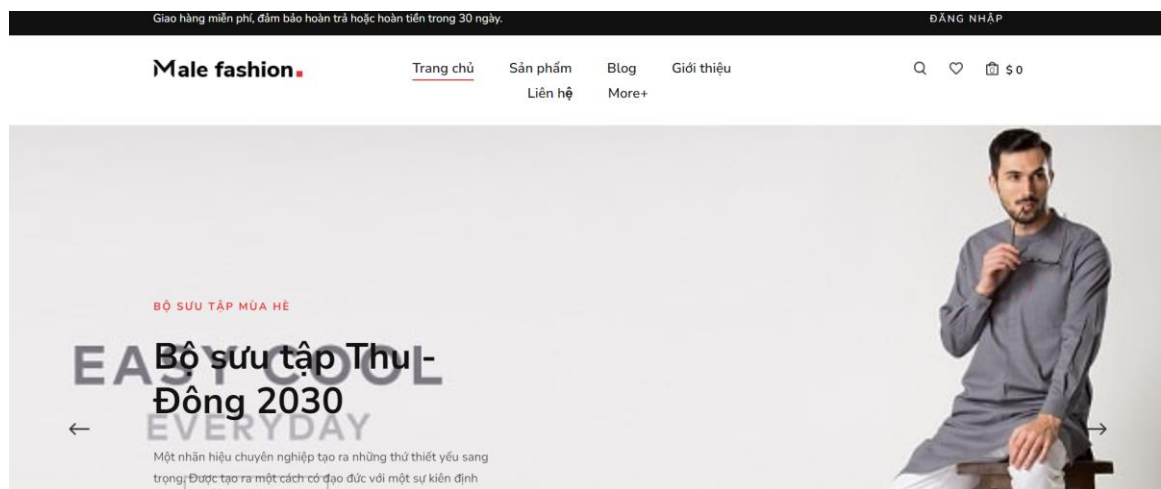 Giao hàng miễn phí, đảm bảo hoàn trả hoặc hoàn tiền trong 30 ngày.
ĐĂNG NHẬP
Male fashion.
Trang chủ Sản phẩm Blog Giới thiệu
Liên hệ More+
0 $ 0
BỘ SƯU TẬP MÙA HÈ
EASY COOL
Bộ sưu tập Thu -
Đông 2030
EVERYDAY
Một nhãn hiệu chuyên nghiệp tạo ra những thứ thiết yếu sang
trọng. Được tạo ra một cách có đạo đức với một sự kiên định